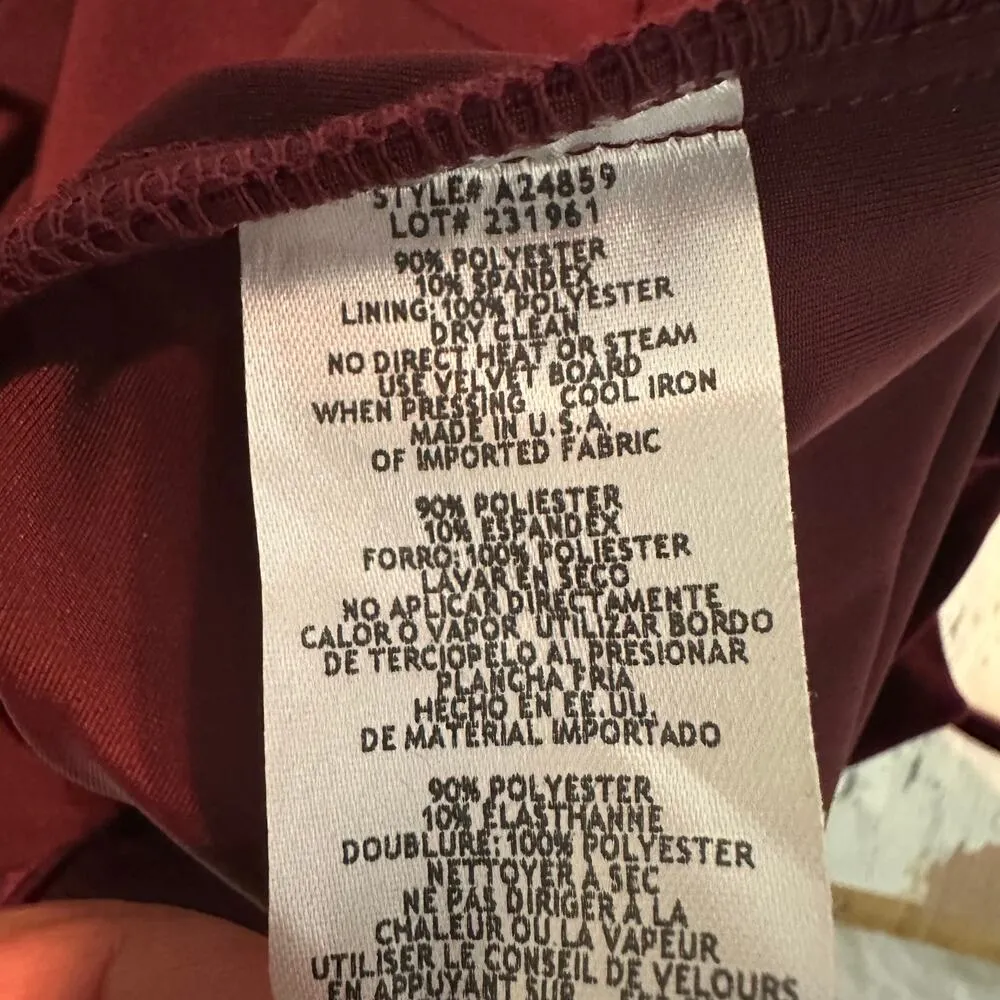 STYLE# A24859
LOT# 231961
90% POLYESTER
10% SPANDEX
LINING: 100% POLYESTER
DRY CLEAN
NO DIRECT HEAT OR STEAM
USE VELVET BOARD
WHEN PRESSING COOL IRON
MADE IN U.S.A.
OF IMPORTED FABRIC
90% POLIESTER
10% ESPANDEX
FORRO: 100% POLIESTER
LAVAR EN SECO
NO APLICAR DIRECTAMENTE
CALOR O VAPOR UTILIZAR BORDO
DE TERCIOPELO AL PRESIONAR
PLANCHA FRIA
HECHO EN EE.UU.
DE MATERIAL IMPORTADO
90% POLYESTER
10% ELASTHANNE
DOUBLURE: 100% POLYESTER
NETTOYER A SEC
NE PAS DIRIGER A LA
CHALEUR OU LA VAPEUR
UTILISER LE CONSEIL DE VELOURS
EN APPUYANT SUR